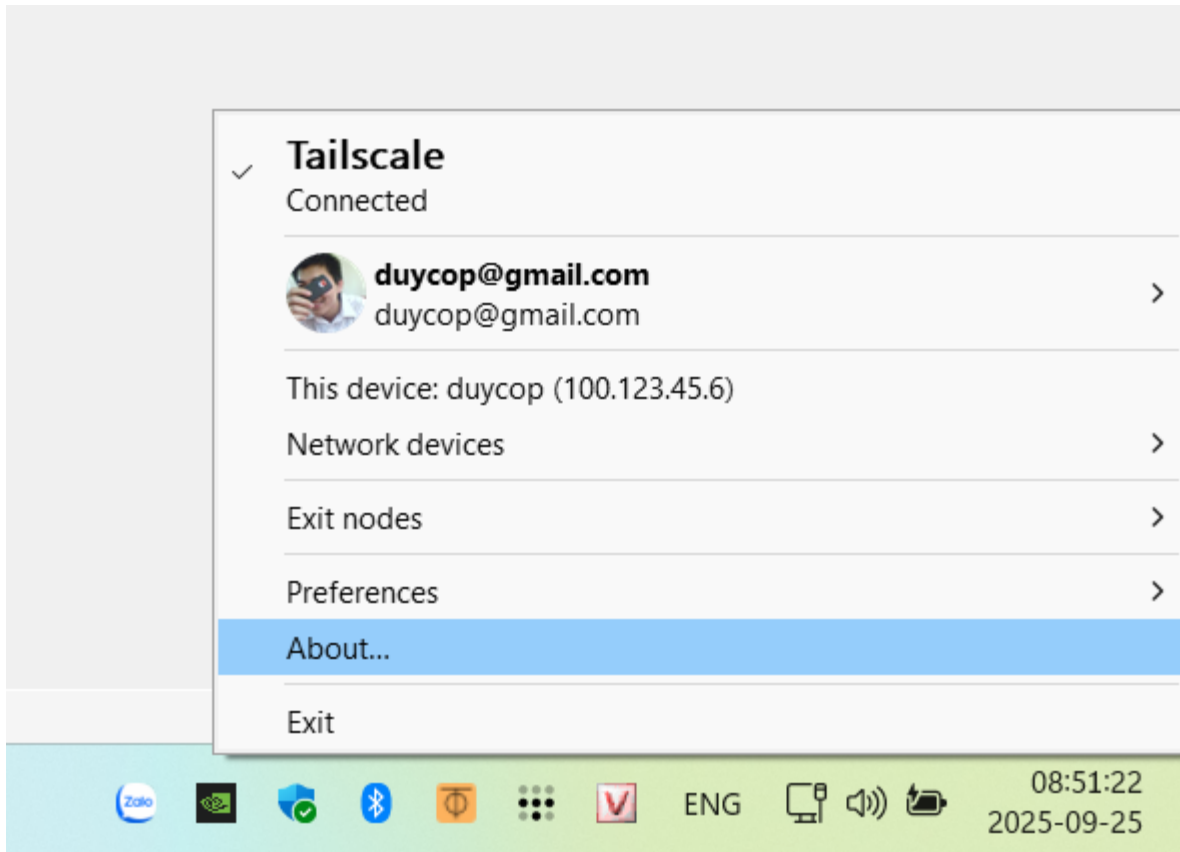 Tailscale
Connected
duycop@gmail.com
duycop@gmail.com
This device: duycop (100.123.45.6)
Network devices
Exit nodes
Preferences
About...
Exit
Zalo
V
ENG
08:51:22
2025-09-25